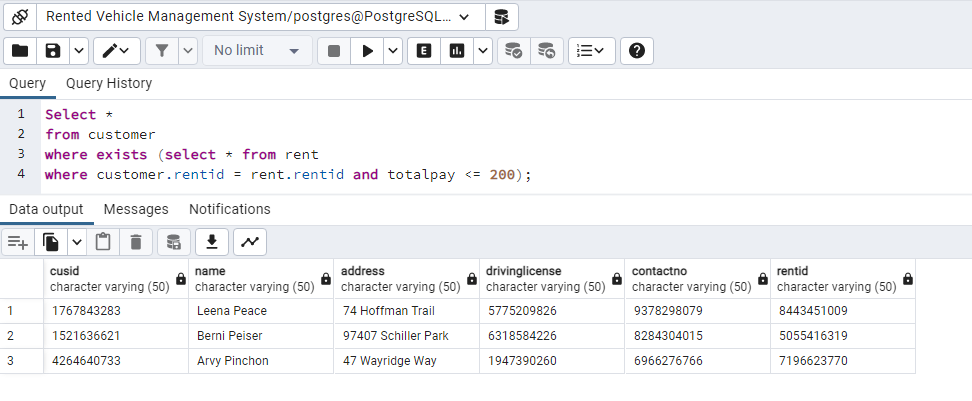 Rented Vehicle Management System/postgres@PostgreSQL...
No limit
E
Query Query History
1 Select *
2 from customer
3 where exists (select * from rent
4 where customer.rentid = rent.rentid and totalpay <= 200);
Data output Messages Notifications
cusid name address drivinglicense contactno rentid
character varying (50) character varying (50) character varying (50) character varying (50) character varying (50) character varying (50)
1 1767843283 Leena Peace 74 Hoffman Trail 5775209826 9378298079 8443451009
2 1521636621 Berni Peiser 97407 Schiller Park 6318584226 8284304015 5055416319
3 4264640733 Arvy Pinchon 47 Wayridge Way 1947390260 6966276766 7196623770